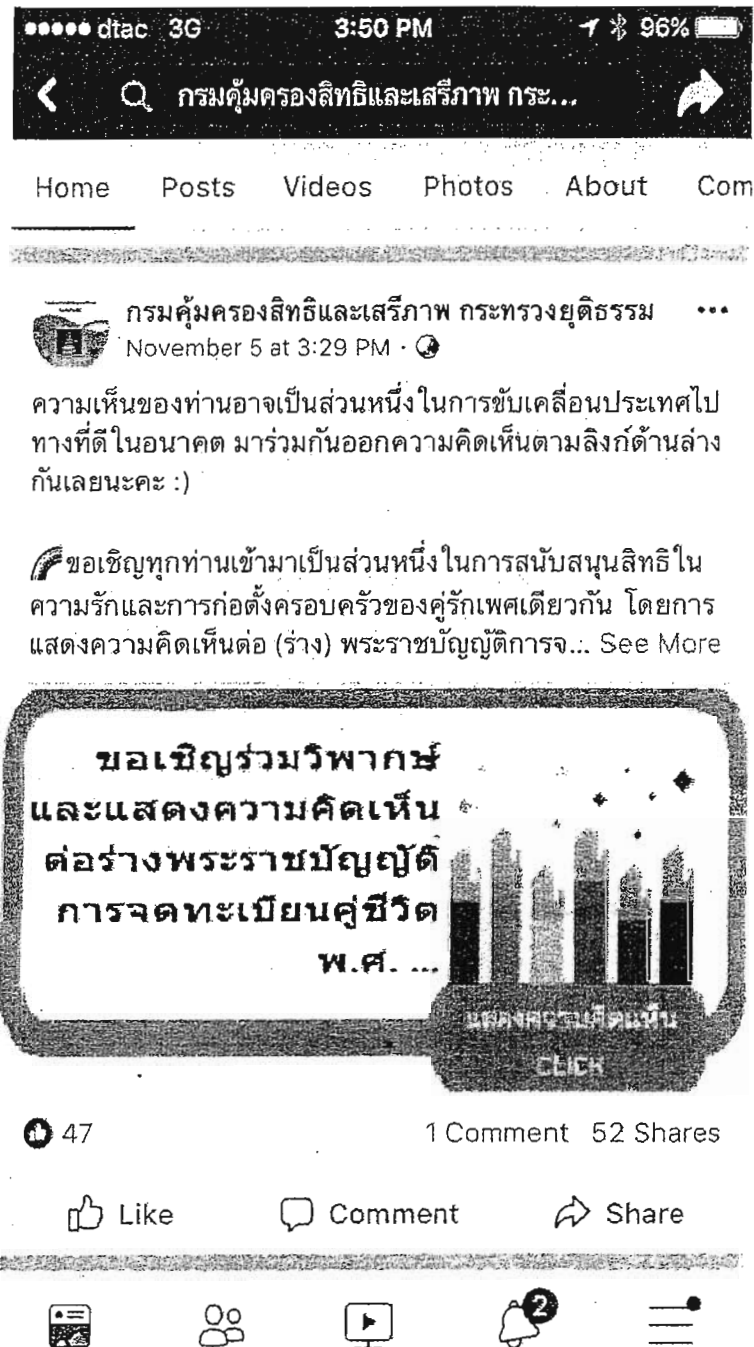 dtac 3G 3:50 PM 96%
กรมคุ้มครองสิทธิและเสรีภาพ กระ...
Home Posts Videos Photos About Com
กรมคุ้มครองสิทธิและเสรีภาพ กระทรวงยุติธรรม
November 5 at 3:29 PM ·
ความเห็นของท่านอาจเป็นส่วนหนึ่งในการขับเคลื่อนประเทศไป
ทางที่ดีในอนาคต มาร่วมกันออกความคิดเห็นตามลิงก์ด้านล่าง
กันเลยนะคะ :)
ขอเชิญทุกท่านเข้ามาเป็นส่วนหนึ่งในการสนับสนุนสิทธิใน
ความรักและการก่อตั้งครอบครัวของคู่รักเพศเดียวกัน โดยการ
แสดงความคิดเห็นต่อ (ร่าง) พระราชบัญญัติการจ... See More
ขอเชิญร่วมวิพากษ์
และแสดงความคิดเห็น
ต่อร่างพระราชบัญญัติ
การจดทะเบียนคู่ชีวิต
พ.ศ. ...
แสดงความคิดเห็น
CLICK
47 1 Comment 52 Shares
Like Comment Share
2